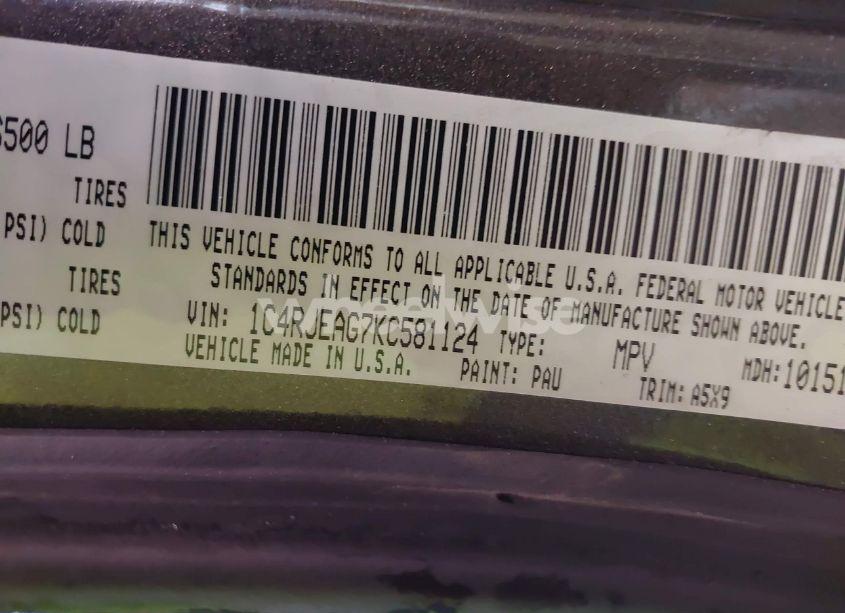 6500 LB
TIRES
PSI) COLD
TIRES
PSI) COLD
THIS VEHICLE CONFORMS TO ALL APPLICABLE U.S.A. FEDERAL MOTOR VEHICLE
STANDARDS IN EFFECT ON THE DATE OF MANUFACTURE SHOWN ABOVE.
VIN: 1C4RJEAG7KC581124 TYPE: MPV MDH: 10151
VEHICLE MADE IN U.S.A. PAINT: PAU TRIM: A5X9
wheelwise